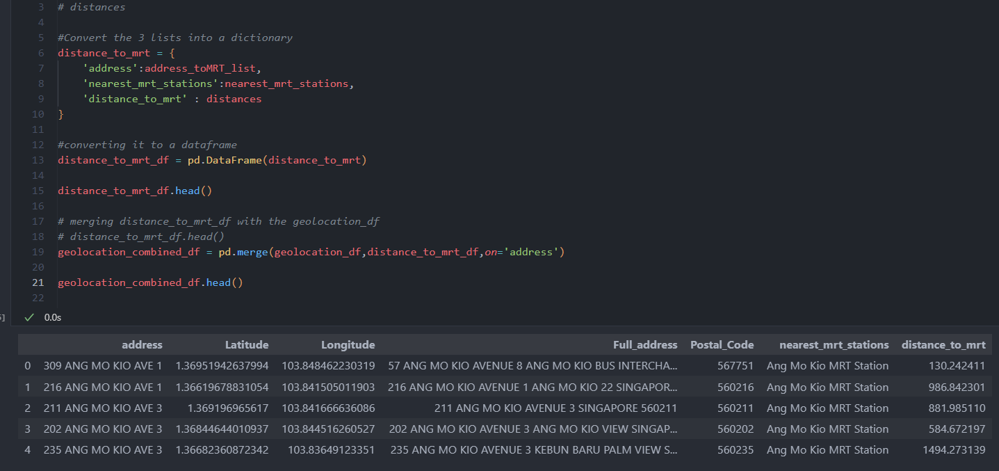 3 # distances
4
5 #Convert the 3 lists into a dictionary
6 distance_to_mrt = {
7 'address':address_toMRT_list,
8 'nearest_mrt_stations':nearest_mrt_stations,
9 'distance_to_mrt' : distances
10 }
11
12 #converting it to a dataframe
13 distance_to_mrt_df = pd.DataFrame(distance_to_mrt)
14
15 distance_to_mrt_df.head()
16
17 # merging distance_to_mrt_df with the geolocation_df
18 # distance_to_mrt_df.head()
19 geolocation_combined_df = pd.merge(geolocation_df,distance_to_mrt_df,on='address')
20
21 geolocation_combined_df.head()
22
] ✓ 0.0s
address Latitude Longitude Full_address Postal_Code nearest_mrt_stations distance_to_mrt
0 309 ANG MO KIO AVE 1 1.36951942637994 103.848462230319 57 ANG MO KIO AVENUE 8 ANG MO KIO BUS INTERCHA... 567751 Ang Mo Kio MRT Station 130.242411
1 216 ANG MO KIO AVE 1 1.36619678831054 103.841505011903 216 ANG MO KIO AVENUE 1 ANG MO KIO 22 SINGAPOR... 560216 Ang Mo Kio MRT Station 986.842301
2 211 ANG MO KIO AVE 3 1.369196965617 103.841666636086 211 ANG MO KIO AVENUE 3 SINGAPORE 560211 560211 Ang Mo Kio MRT Station 881.985110
3 202 ANG MO KIO AVE 3 1.36844644010937 103.844516260527 202 ANG MO KIO AVENUE 3 ANG MO KIO VIEW SINGAP... 560202 Ang Mo Kio MRT Station 584.672197
4 235 ANG MO KIO AVE 3 1.36682360872342 103.83649123351 235 ANG MO KIO AVENUE 3 KEBUN BARU PALM VIEW S... 560235 Ang Mo Kio MRT Station 1494.273139